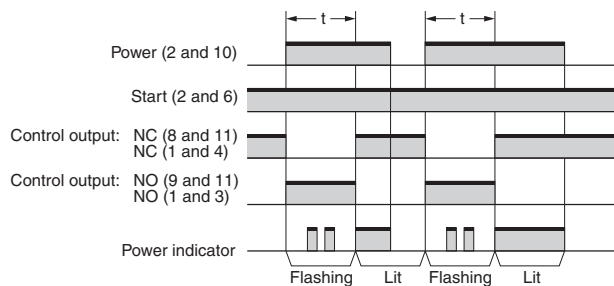 t t
Power (2 and 10)
Start (2 and 6)
Control output: NC (8 and 11)
NC (1 and 4)
Control output: NO (9 and 11)
NO (1 and 3)
Power indicator
Flashing Lit Flashing Lit